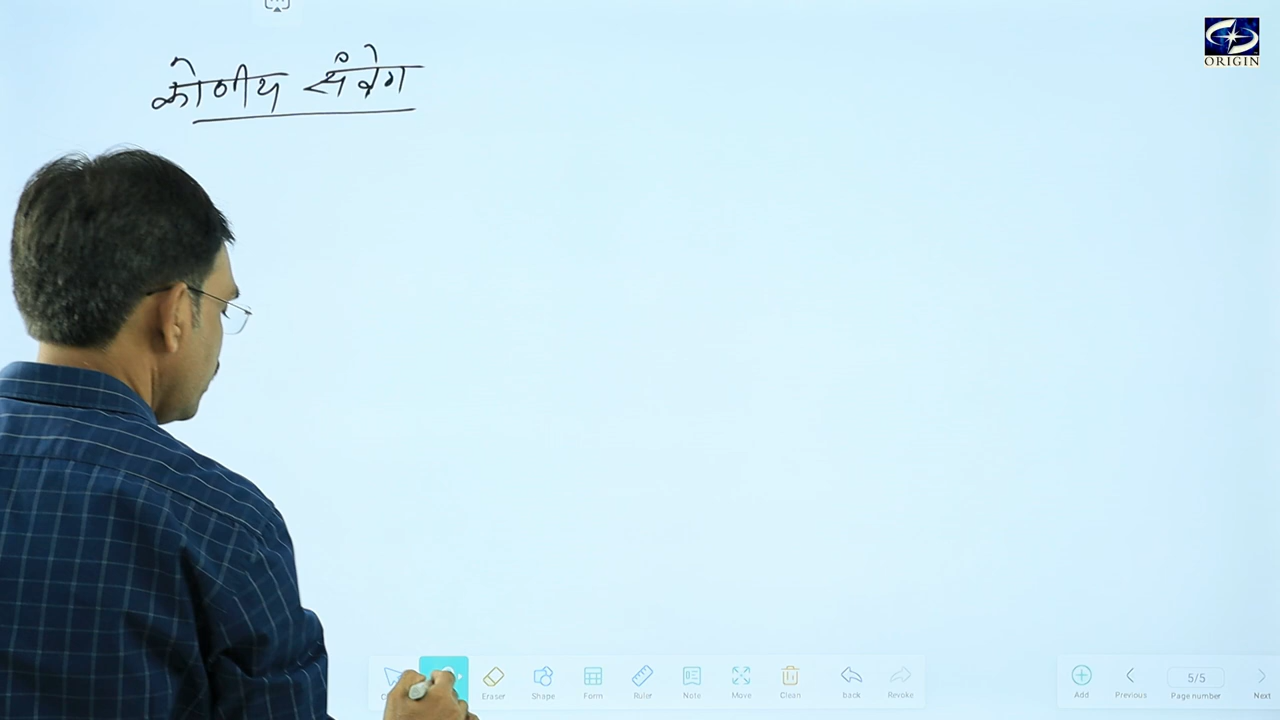 कोणीय संवेग
ORIGIN
Eraser
Shape
Form
Ruler
Note
Move
Clean
back
Revoke
Add
Previous
5/5
Page number
Next